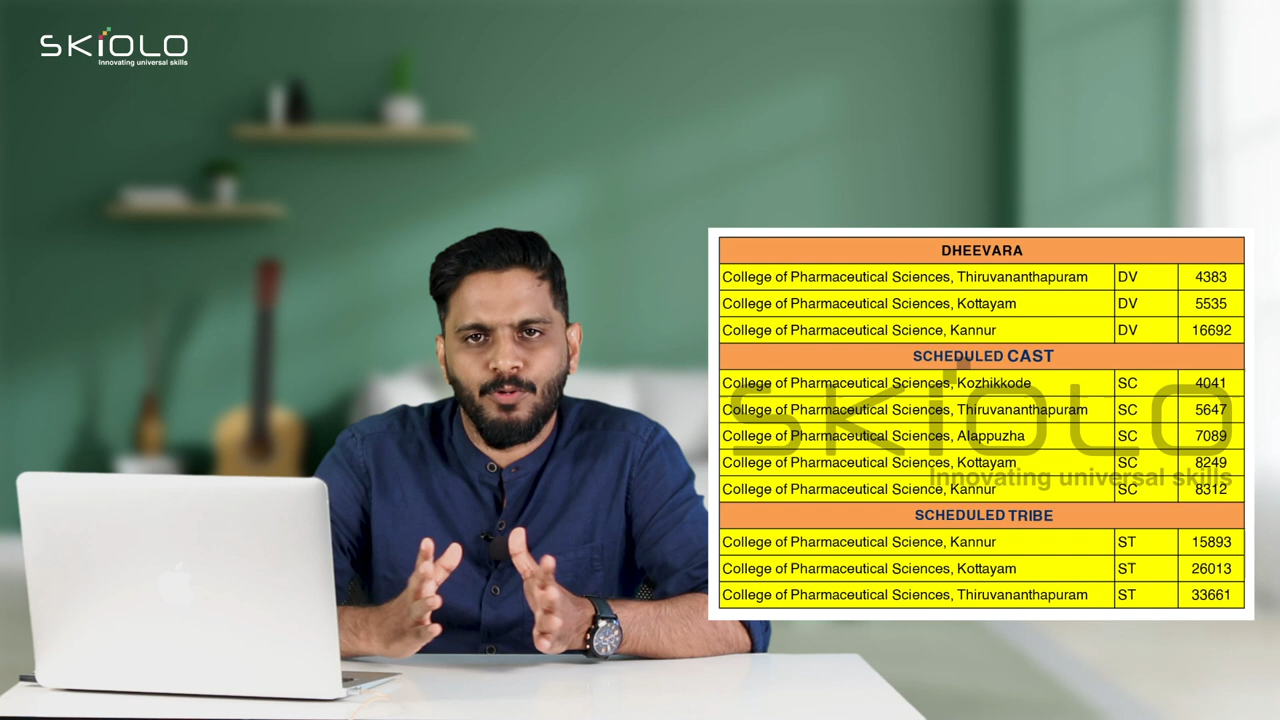 SKiOLO
Innovating universal skills
DHEEVARA
College of Pharmaceutical Sciences, Thiruvananthapuram DV 4383
College of Pharmaceutical Sciences, Kottayam DV 5535
College of Pharmaceutical Science, Kannur DV 16692
SCHEDULED CAST
College of Pharmaceutical Sciences, Kozhikkode SC 4041
College of Pharmaceutical Sciences, Thiruvananthapuram SC 5647
College of Pharmaceutical Sciences, Alappuzha SC 7089
College of Pharmaceutical Sciences, Kottayam SC 8249
College of Pharmaceutical Science, Kannur SC 8312
SKiOLO
Innovating universal skills
SCHEDULED TRIBE
College of Pharmaceutical Science, Kannur ST 15893
College of Pharmaceutical Sciences, Kottayam ST 26013
College of Pharmaceutical Sciences, Thiruvananthapuram ST 33661